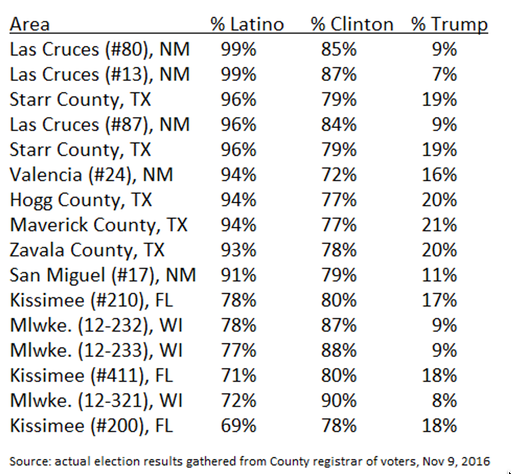 Area % Latino % Clinton % Trump
Las Cruces (#80), NM 99% 85% 9%
Las Cruces (#13), NM 99% 87% 7%
Starr County, TX 96% 79% 19%
Las Cruces (#87), NM 96% 84% 9%
Starr County, TX 96% 79% 19%
Valencia (#24), NM 94% 72% 16%
Hogg County, TX 94% 77% 20%
Maverick County, TX 94% 77% 21%
Zavala County, TX 93% 78% 20%
San Miguel (#17), NM 91% 79% 11%
Kissimee (#210), FL 78% 80% 17%
Mlwke. (12-232), WI 78% 87% 9%
Mlwke. (12-233), WI 77% 88% 9%
Kissimee (#411), FL 71% 80% 18%
Mlwke. (12-321), WI 72% 90% 8%
Kissimee (#200), FL 69% 78% 18%
Source: actual election results gathered from County registrar of voters, Nov 9, 2016